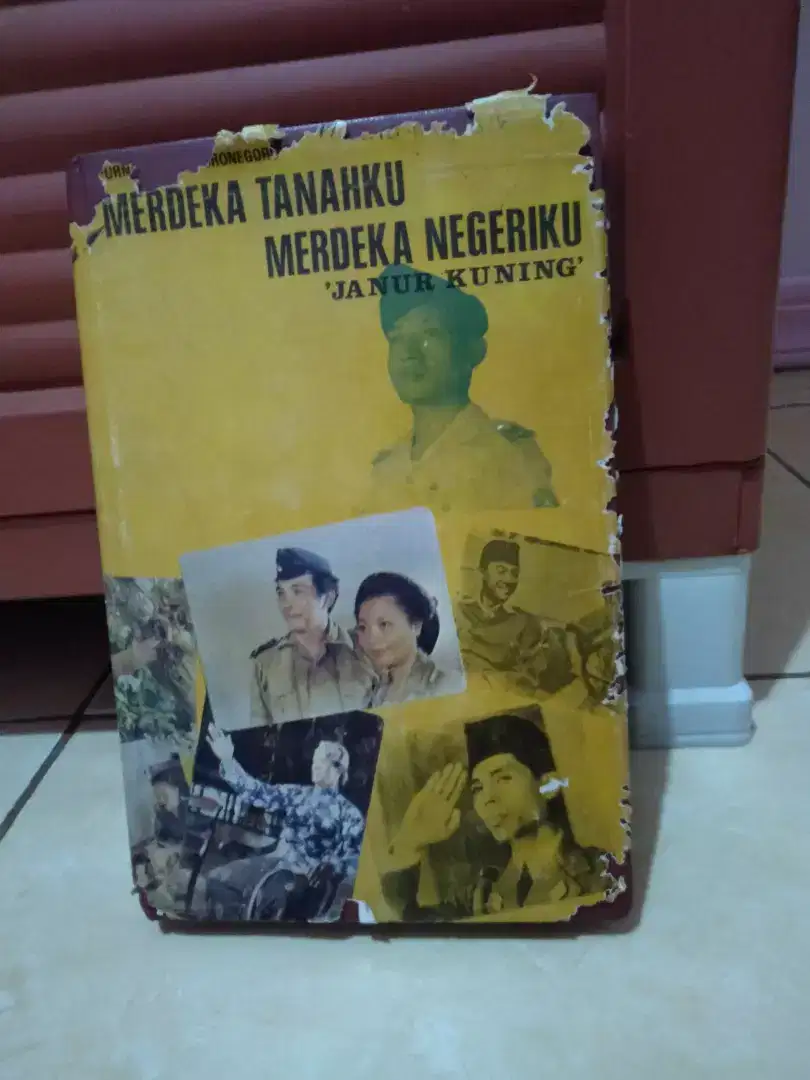 MERDEKA TANAHKU
MERDEKA NEGERIKU
'JANUR KUNING'